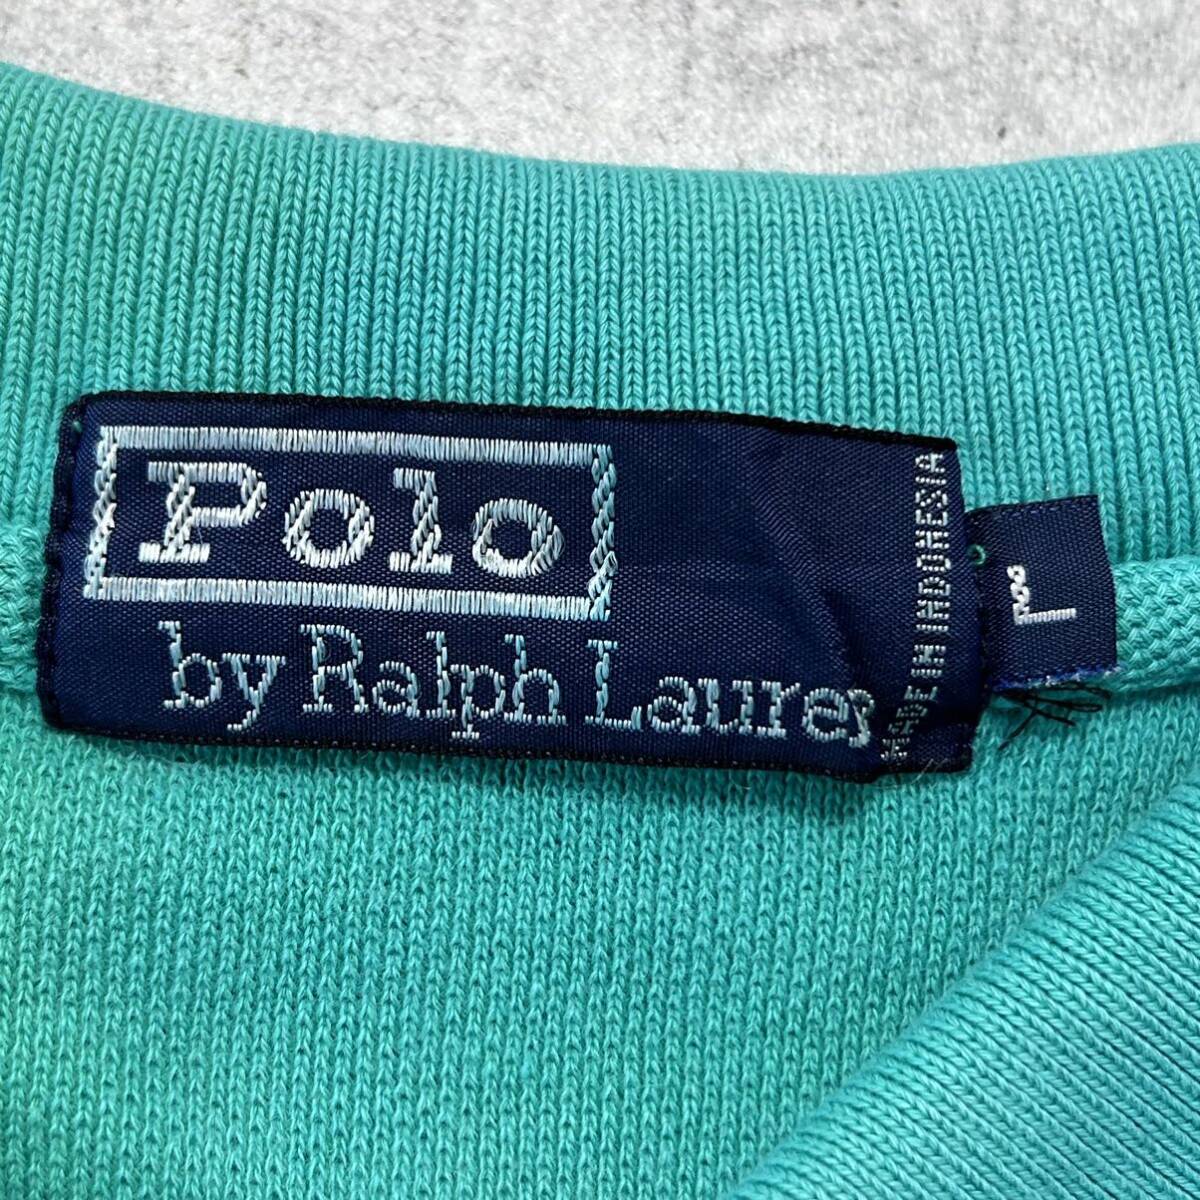 Polo
by Ralph Lauren
MADE IN INDONESIA
L